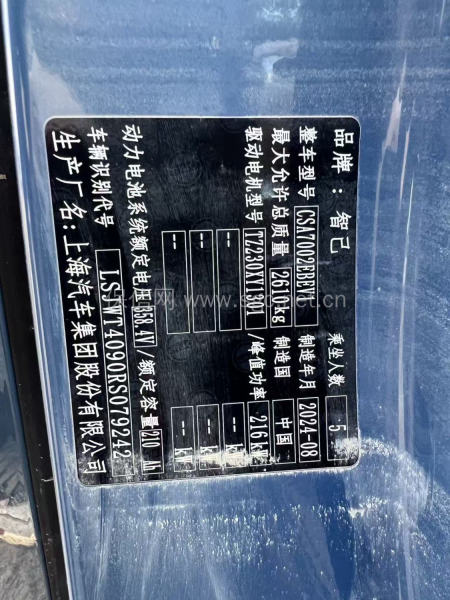 品牌：智己 乘坐人数 5
整车型号 制造年月 2024-08
最大允许总质量 2610kg 制造国 中国
驱动电机型号 TZ230XY1301 /峰值功率 216kW
-- -- kW
-- -- kW
动力电池系统额定电压 358.4V /额定容量 210Ah
车辆识别代号 LSJWT4090RS079242
生产厂名:上海汽车集团股份有限公司